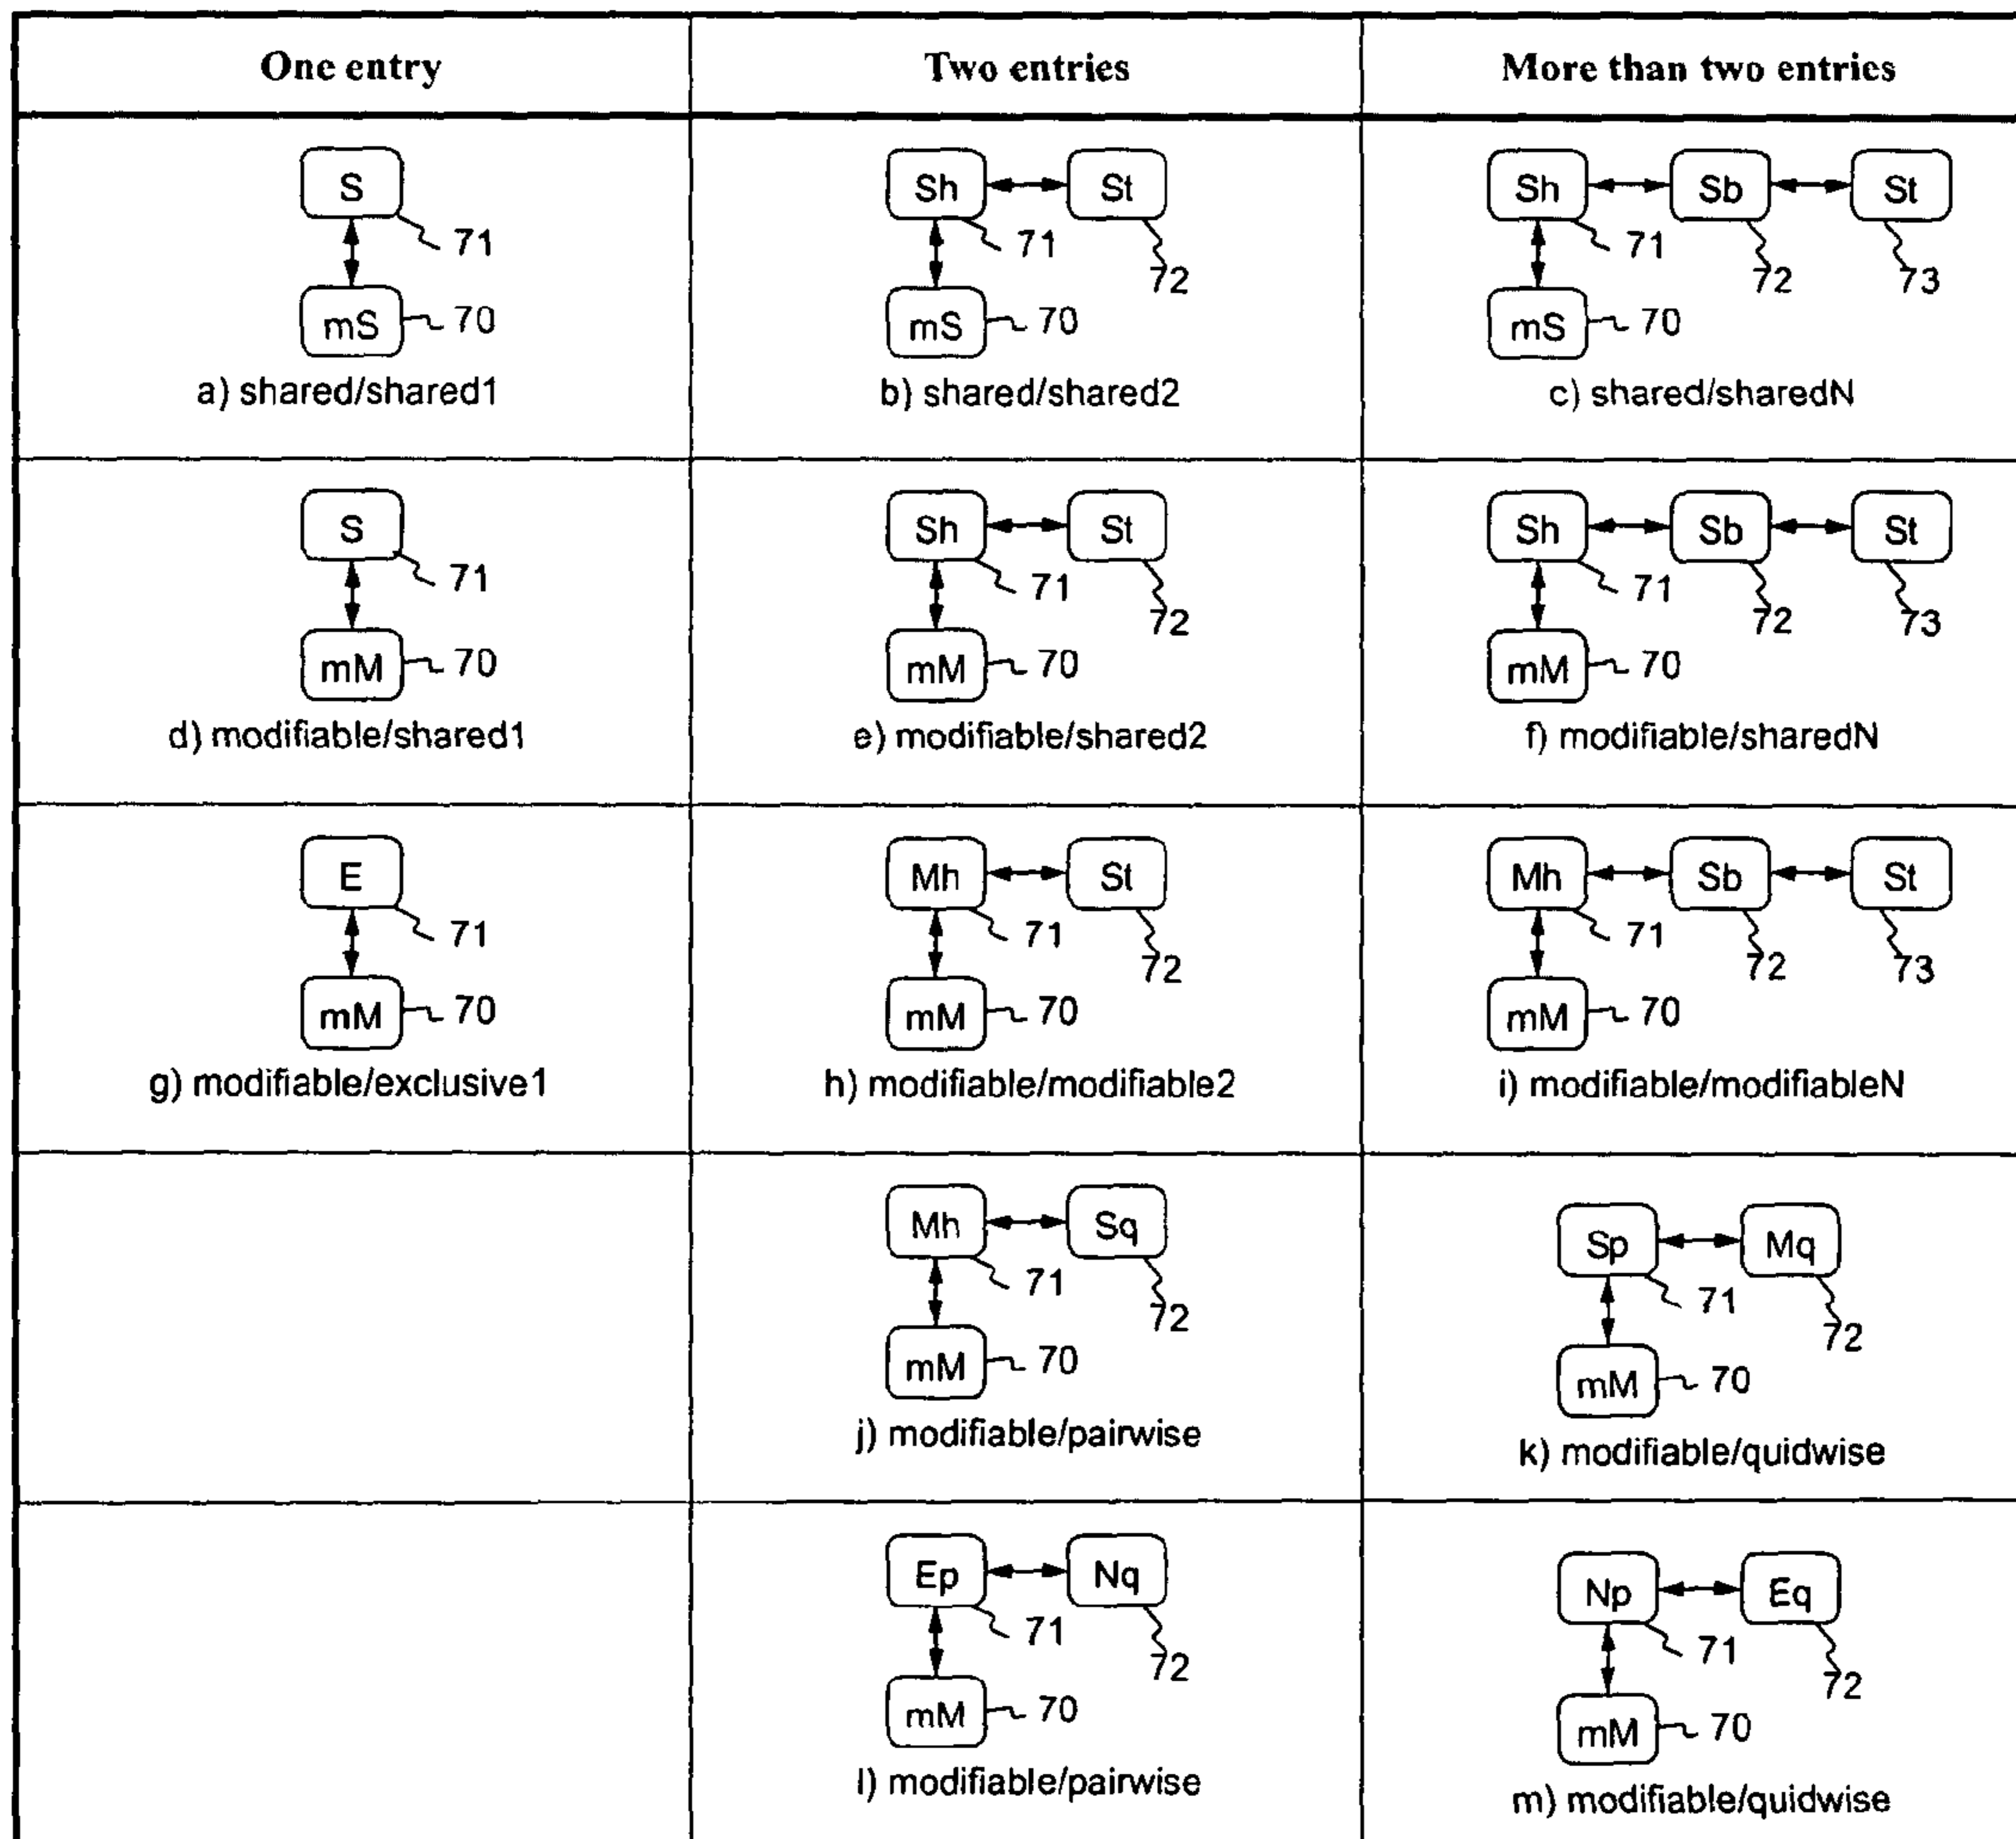 One entry
Two entries
More than two entries
S
71
mS
70
a) shared/shared1
Sh
St
71
72
mS
70
b) shared/shared2
Sh
Sb
St
71
72
73
mS
70
c) shared/sharedN
S
71
mM
70
d) modifiable/shared1
Sh
St
71
72
mM
70
e) modifiable/shared2
Sh
Sb
St
71
72
73
mM
70
f) modifiable/sharedN
E
71
mM
70
g) modifiable/exclusive1
Mh
St
71
72
mM
70
h) modifiable/modifiable2
Mh
Sb
St
71
72
73
mM
70
i) modifiable/modifiableN
Mh
Sq
71
72
mM
70
j) modifiable/pairwise
Sp
Mq
71
72
mM
70
k) modifiable/quidwise
Ep
Nq
71
72
mM
70
l) modifiable/pairwise
Np
Eq
71
72
mM
70
m) modifiable/quidwise